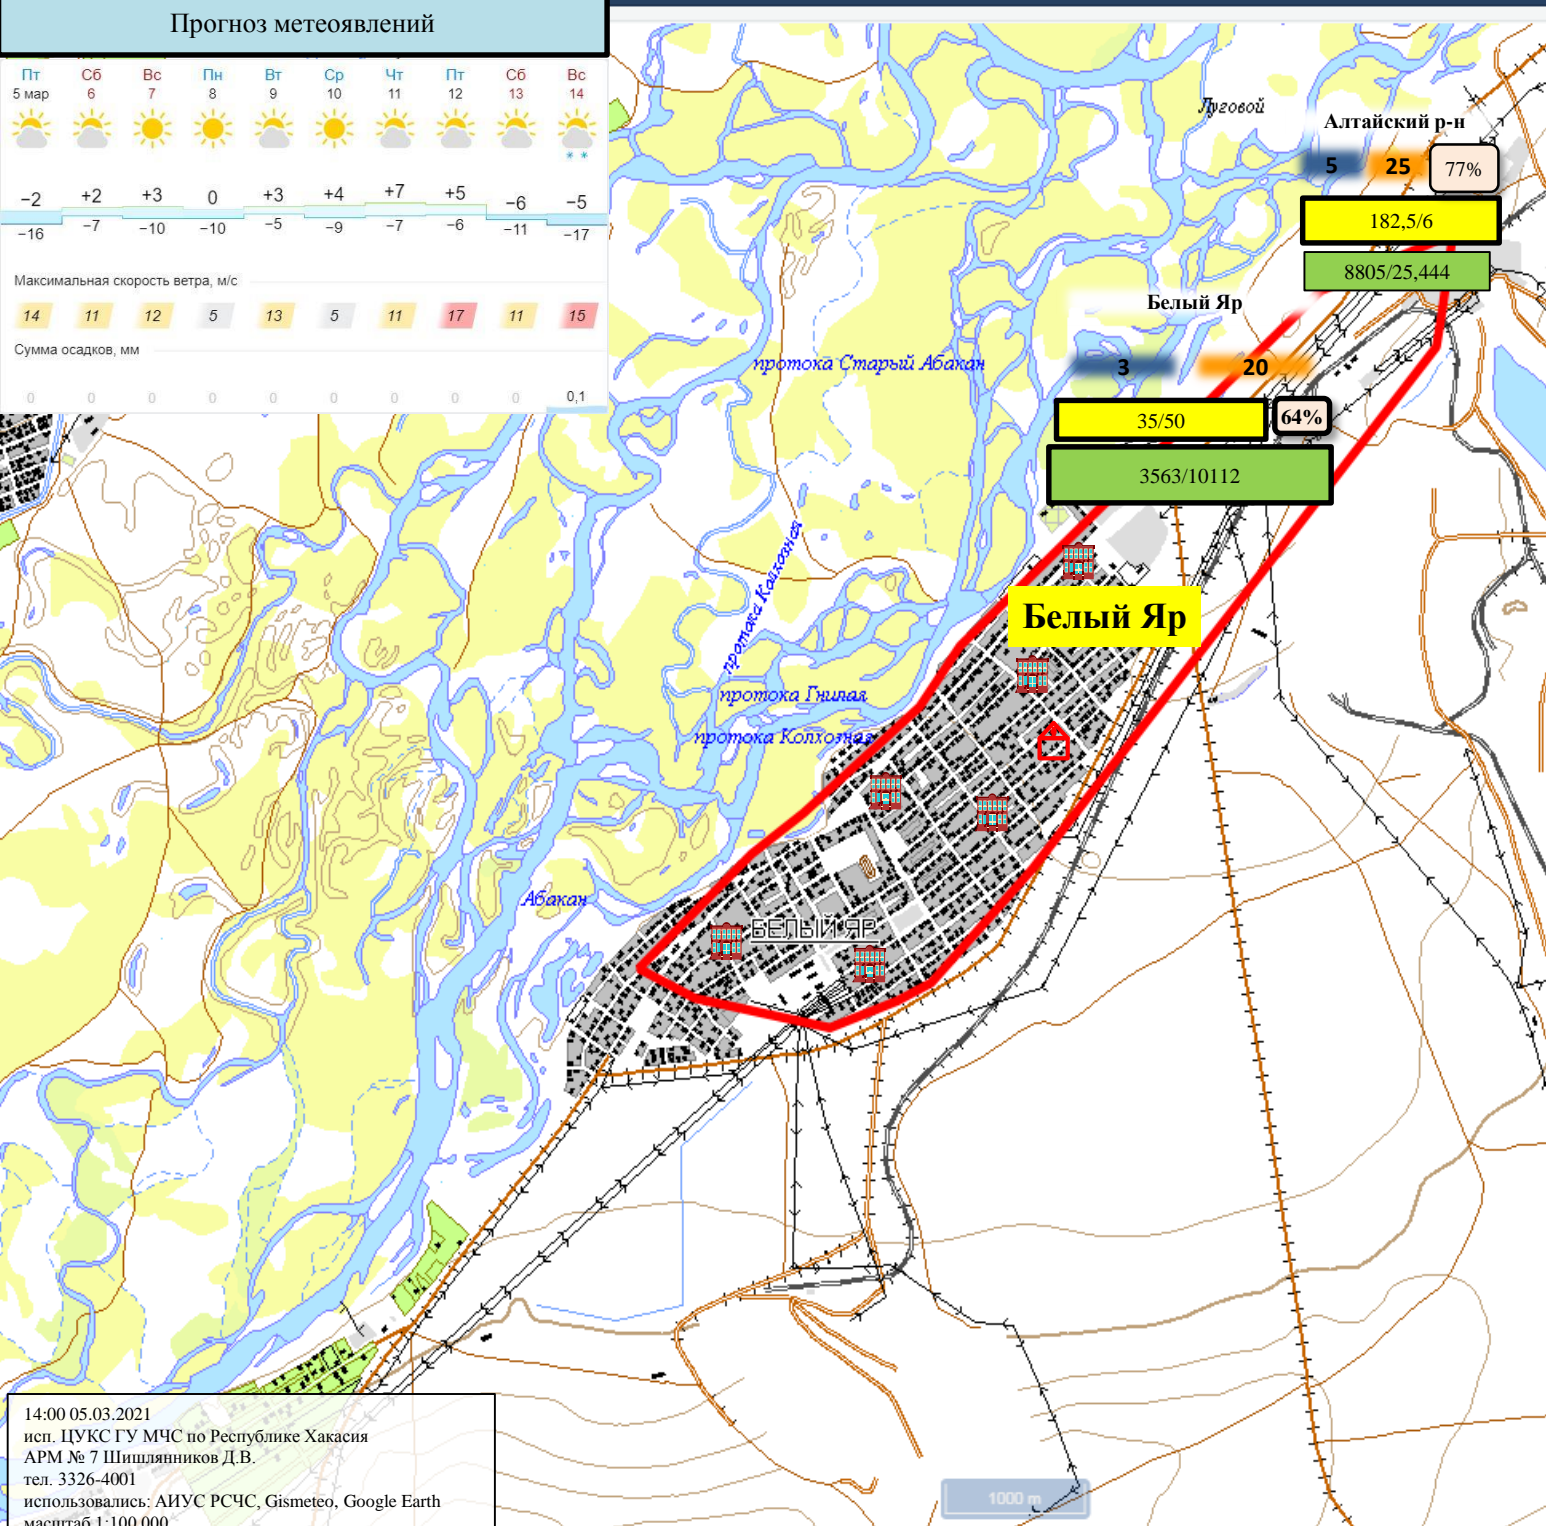 Прогноз метеоявлений
Пт Сб Вс Пн Вт Ср Чт Пт Сб Вс
5 мар 6 7 8 9 10 11 12 13 14
−2 +2 +3 0 +3 +4 +7 +5 −6 −5
−16 −7 −10 −10 −5 −9 −7 −6 −11 −17
Максимальная скорость ветра, м/с
14 11 12 5 13 5 11 17 11 15
Сумма осадков, мм
0 0 0 0 0 0 0 0 0 0,1
Луговой
Алтайский р-н
5 25 77%
182,5/6
8805/25,444
Белый Яр
3 20
35/50 64%
3563/10112
протока Старый Абакан
протока Колхозная
Белый Яр
протока Гнилая
протока Колхозная
Абакан
БЕЛЫЙ ЯР
14:00 05.03.2021
исп. ЦУКС ГУ МЧС по Республике Хакасия
АРМ № 7 Шишлянников Д.В.
тел. 3326-4001
использовались: АИУС РСЧС, Gismeteo, Google Earth
масштаб 1:100 000
1000 m